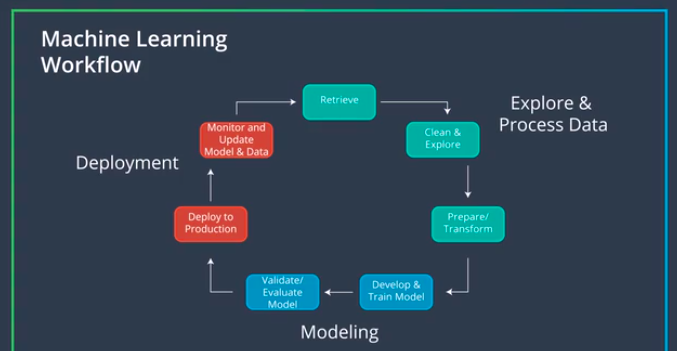 Machine Learning
Workflow
Retrieve
Explore &
Process Data
Clean &
Explore
Monitor and
Update
Model & Data
Deployment
Prepare/
Transform
Deploy to
Production
Validate/
Evaluate
Model
Develop &
Train Model
Modeling